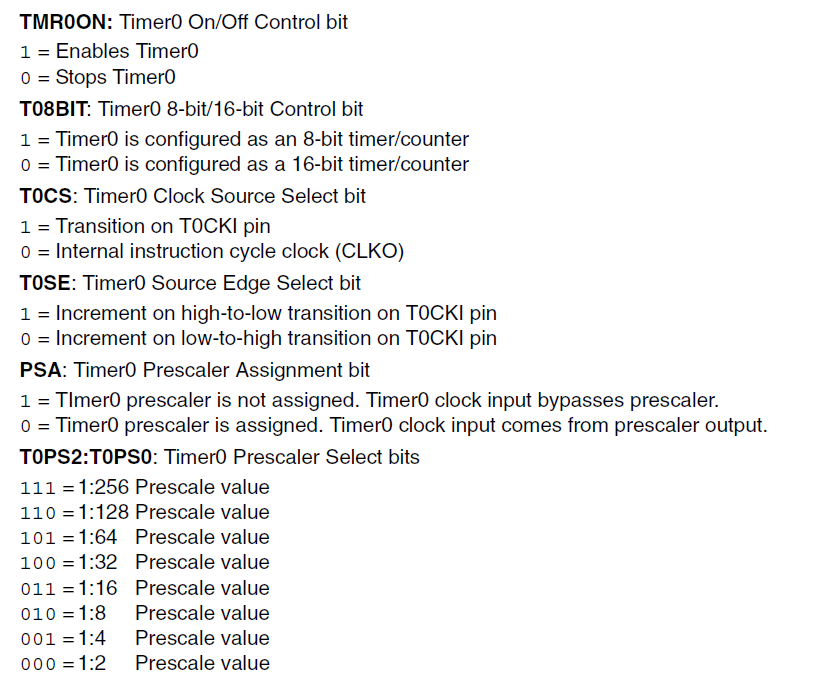 TMR0ON: Timer0 On/Off Control bit
1 = Enables Timer0
0 = Stops Timer0
T08BIT: Timer0 8-bit/16-bit Control bit
1 = Timer0 is configured as an 8-bit timer/counter
0 = Timer0 is configured as a 16-bit timer/counter
T0CS: Timer0 Clock Source Select bit
1 = Transition on T0CKI pin
0 = Internal instruction cycle clock (CLKO)
T0SE: Timer0 Source Edge Select bit
1 = Increment on high-to-low transition on T0CKI pin
0 = Increment on low-to-high transition on T0CKI pin
PSA: Timer0 Prescaler Assignment bit
1 = TImer0 prescaler is not assigned. Timer0 clock input bypasses prescaler.
0 = Timer0 prescaler is assigned. Timer0 clock input comes from prescaler output.
T0PS2:T0PS0: Timer0 Prescaler Select bits
111 = 1:256 Prescale value
110 = 1:128 Prescale value
101 = 1:64 Prescale value
100 = 1:32 Prescale value
011 = 1:16 Prescale value
010 = 1:8 Prescale value
001 = 1:4 Prescale value
000 = 1:2 Prescale value